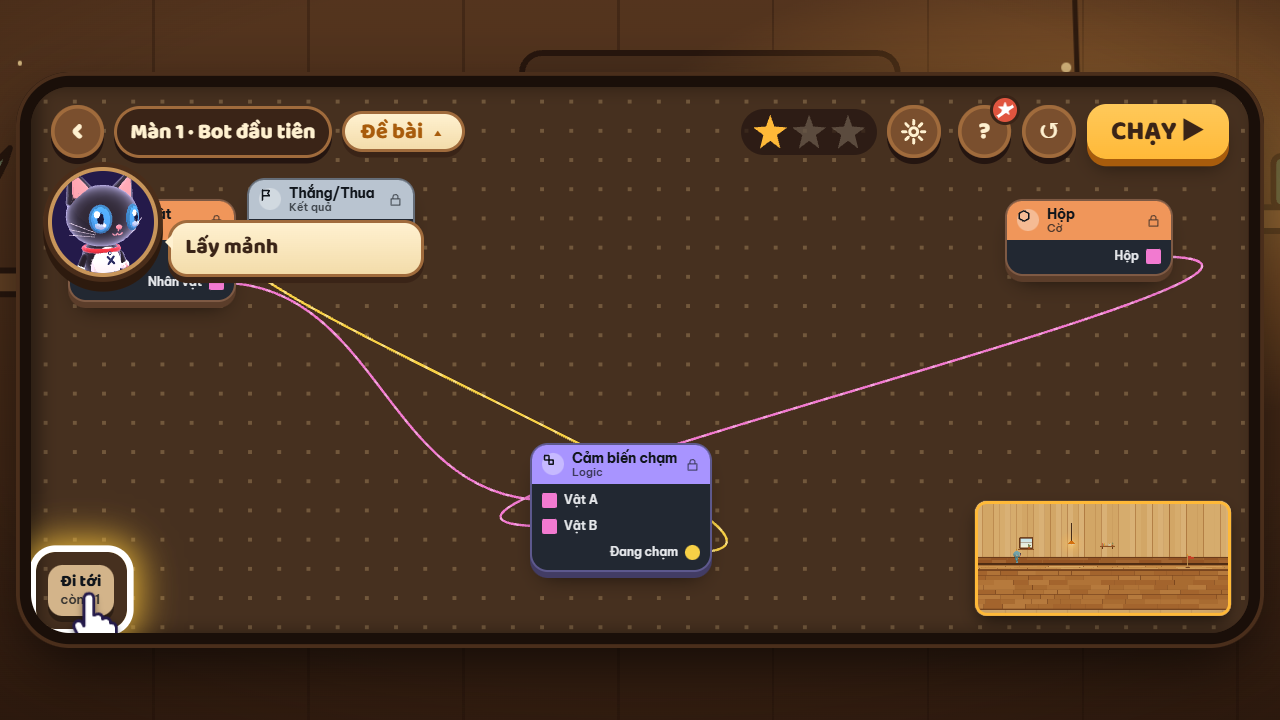 Màn 1 · Bot đầu tiên
Đề bài
?
CHẠY
Thắng/Thua
Kết quả
Lấy mảnh
Nhân vật
Hộp
Cờ
Hộp
Cảm biến chạm
Logic
Vật A
Vật B
Đang chạm
Đi tới